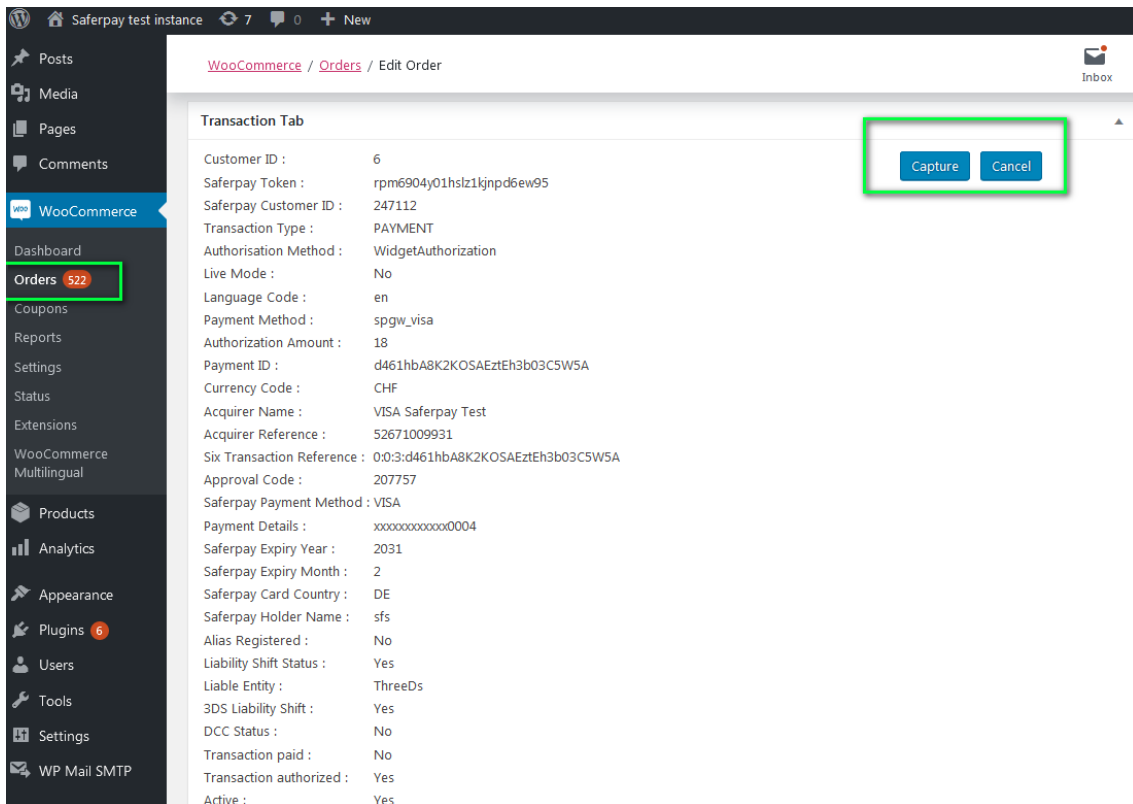 Saferpay test instance 7 0 + New
Posts
Media
Pages
Comments
WOO WooCommerce
Dashboard
Orders 522
Coupons
Reports
Settings
Status
Extensions
WooCommerce
Multilingual
Products
Analytics
Appearance
Plugins 6
Users
Tools
Settings
WP Mail SMTP
WooCommerce / Orders / Edit Order
Inbox
Transaction Tab
Capture Cancel
Customer ID : 6
Saferpay Token : rpm6904y01hslz1kjnpd6ew95
Saferpay Customer ID : 247112
Transaction Type : PAYMENT
Authorisation Method : WidgetAuthorization
Live Mode : No
Language Code : en
Payment Method : spgw_visa
Authorization Amount : 18
Payment ID : d461hbA8K2KOSAEztEh3b03C5W5A
Currency Code : CHF
Acquirer Name : VISA Saferpay Test
Acquirer Reference : 52671009931
Six Transaction Reference : 0:0:3:d461hbA8K2KOSAEztEh3b03C5W5A
Approval Code : 207757
Saferpay Payment Method : VISA
Payment Details : xxxxxxxxxxxx0004
Saferpay Expiry Year : 2031
Saferpay Expiry Month : 2
Saferpay Card Country : DE
Saferpay Holder Name : sfs
Alias Registered : No
Liability Shift Status : Yes
Liable Entity : ThreeDs
3DS Liability Shift : Yes
DCC Status : No
Transaction paid : No
Transaction authorized : Yes
Active : Yes